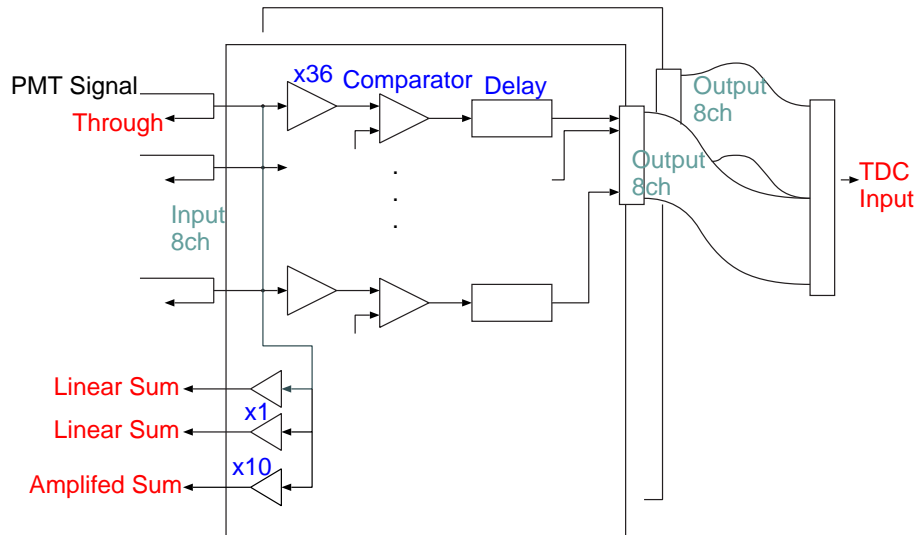 x36
Comparator
Delay
PMT Signal
Through
Output
8ch
Output
8ch
TDC
Input
Input
8ch
Linear Sum
x1
Linear Sum
x10
Amplifed Sum